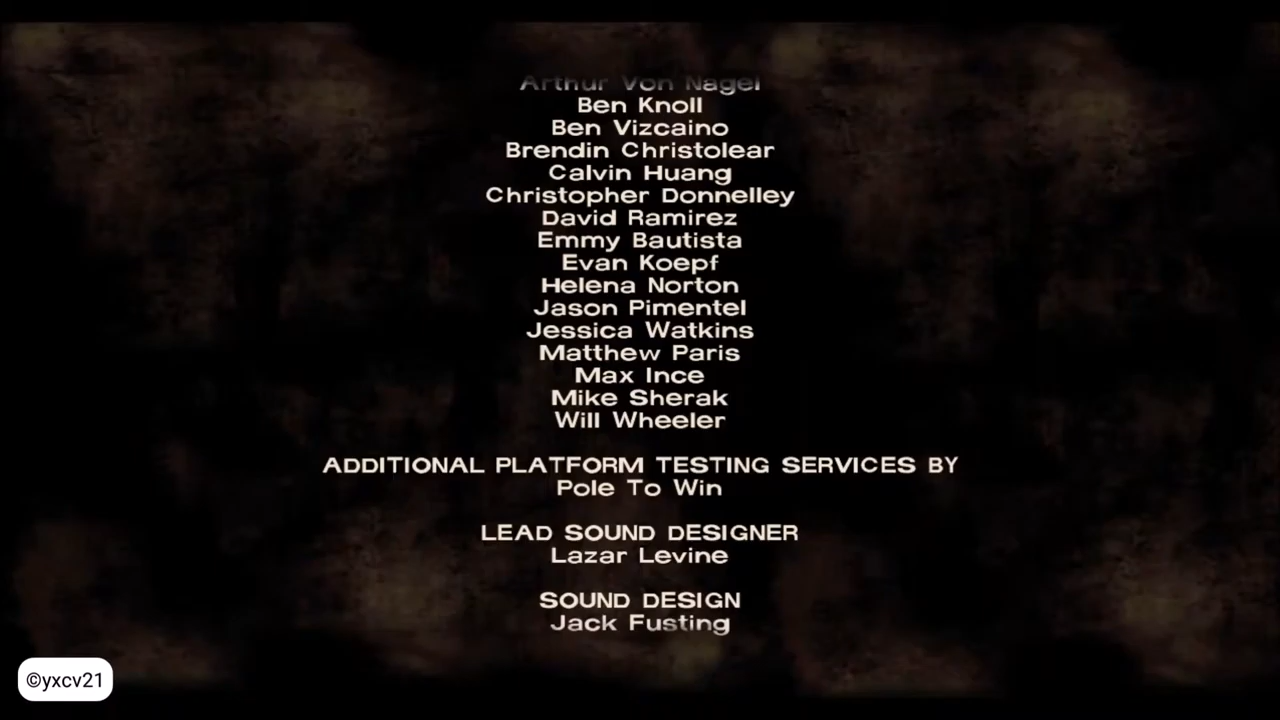 Arthur Von Nagel
Ben Knoll
Ben Vizcaino
Brendin Christolear
Calvin Huang
Christopher Donnelley
David Ramirez
Emmy Bautista
Evan Koepf
Helena Norton
Jason Pimentel
Jessica Watkins
Matthew Paris
Max Ince
Mike Sherak
Will Wheeler
ADDITIONAL PLATFORM TESTING SERVICES BY
Pole To Win
LEAD SOUND DESIGNER
Lazar Levine
SOUND DESIGN
Jack Fusting
©yxcv21